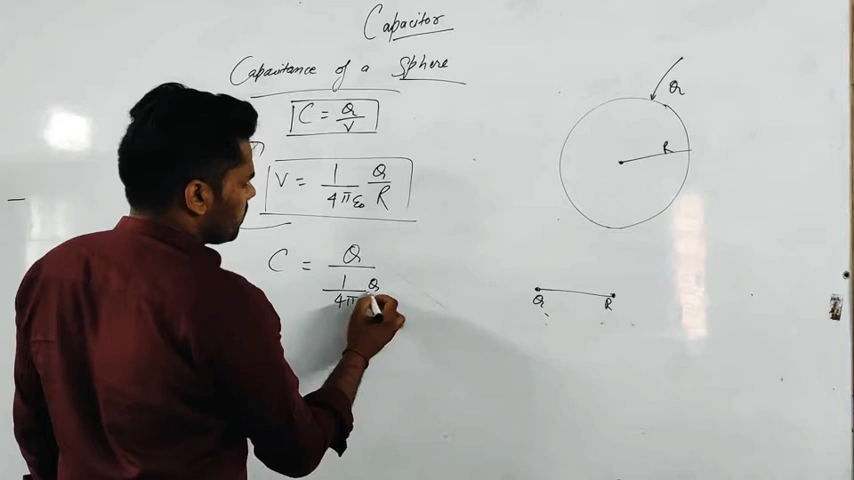 Capacitor
Capacitance of a Sphere
C = Q/V
V = 1/4πε₀ Q/R
C = Q
1 Q
4π
Q
R
Q R